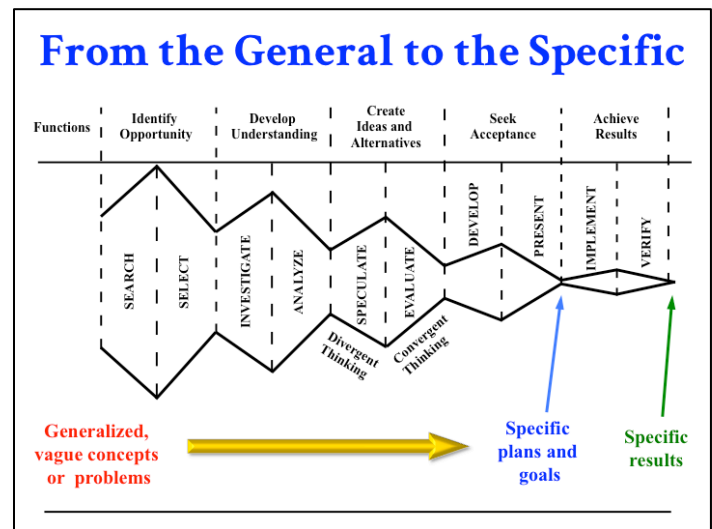 From the General to the Specific
Functions
Identify
Opportunity
Develop
Understanding
Create
Ideas and
Alternatives
Seek
Acceptance
Achieve
Results
SEARCH
SELECT
INVESTIGATE
ANALYZE
SPECULATE
EVALUATE
DEVELOP
PRESENT
IMPLEMENT
VERIFY
Divergent
Thinking
Convergent
Thinking
Generalized,
vague concepts
or problems
Specific
plans and
goals
Specific
results